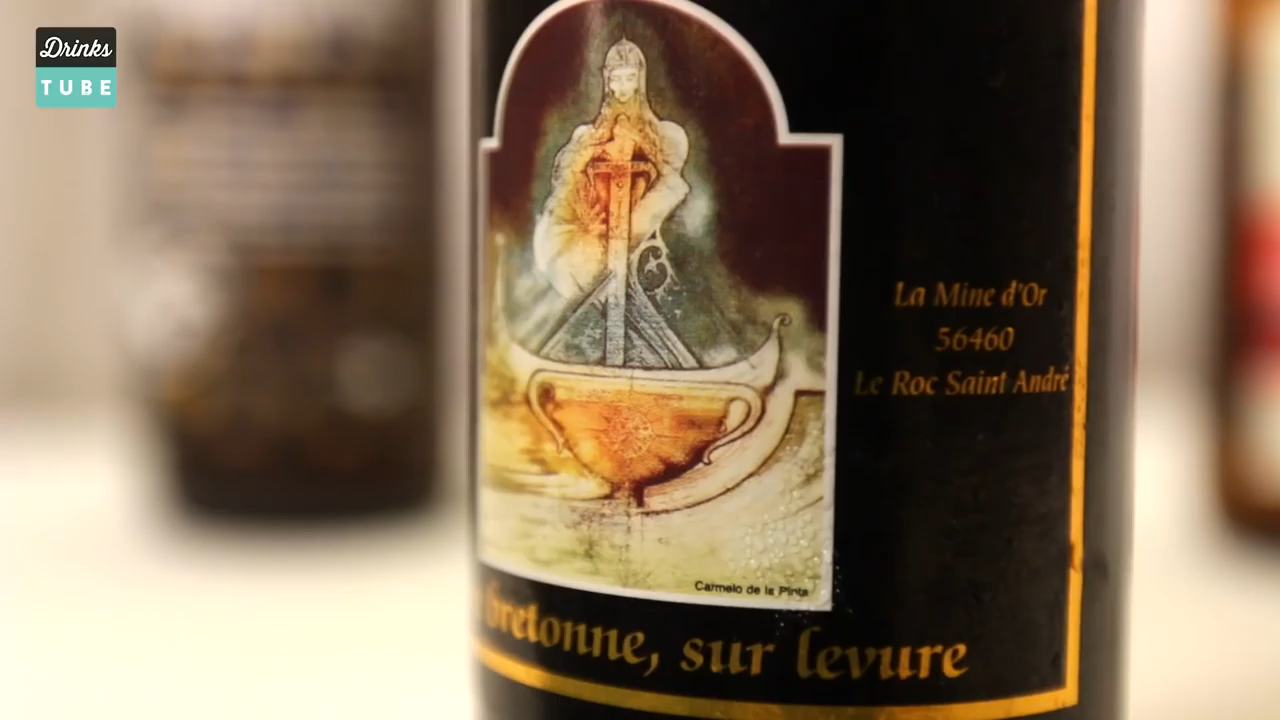 Drinks
TUBE
La Mine d'Or
56460
Le Roc Saint André
Carmelo de la Pinta
bretonne, sur levure